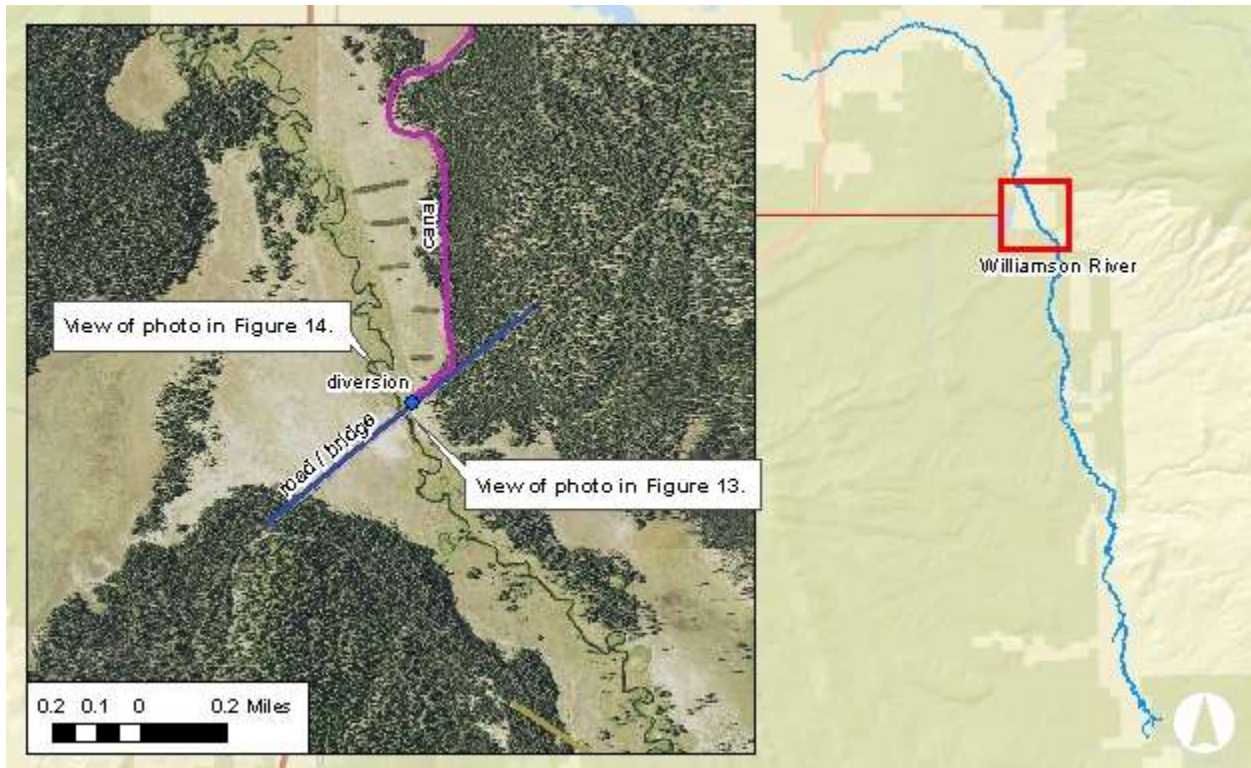 canal
View of photo in Figure 14.
diversion
road / bridge
View of photo in Figure 13.
0.2 0.1 0 0.2 Miles
Williamson River